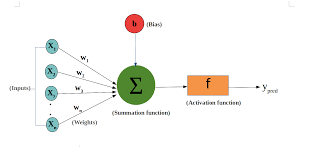 b
(Bias)
X1
W1
X2
W2
(Inputs)
X3
W3
Σ
f
ypred
(Activation function)
Wn
Xn
(Weights)
(Summation function)